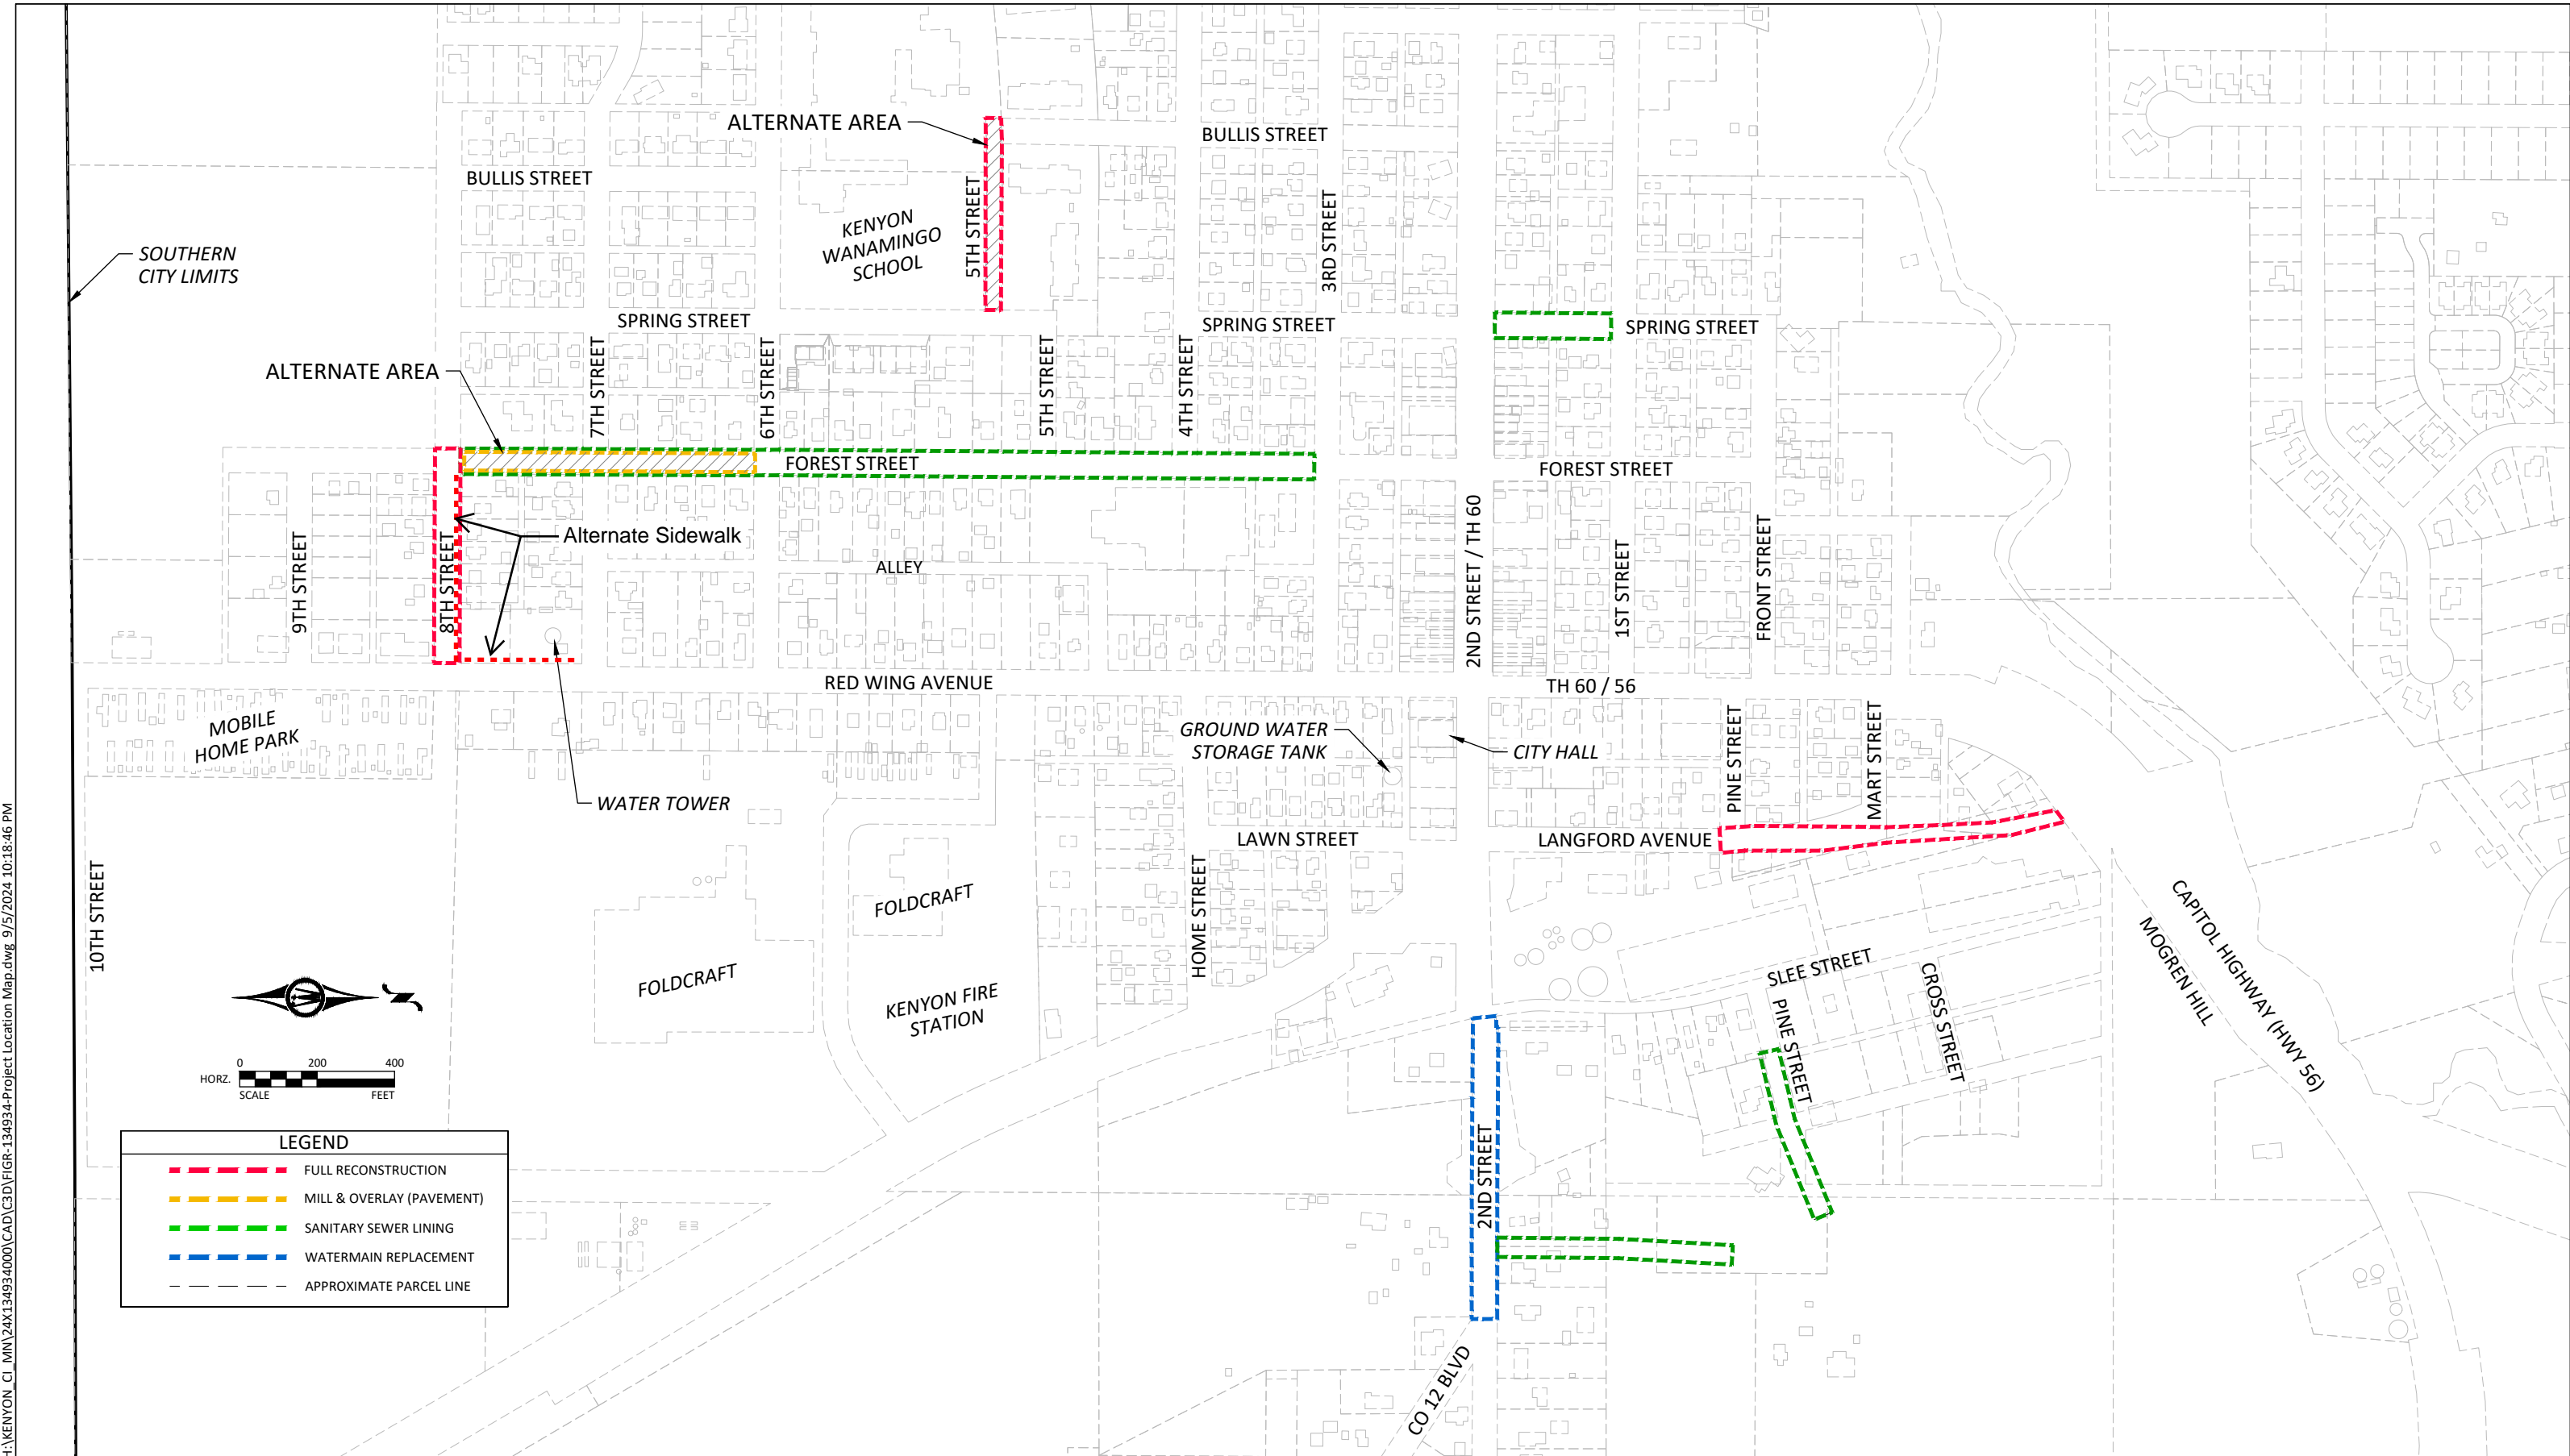 ALTERNATE AREA
BULLIS STREET
BULLIS STREET
5TH STREET
3RD STREET
KENYON
WANAMINGO
SCHOOL
SOUTHERN
CITY LIMITS
SPRING STREET
SPRING STREET
SPRING STREET
7TH STREET
6TH STREET
5TH STREET
4TH STREET
ALTERNATE AREA
FOREST STREET
FOREST STREET
2ND STREET / TH 60
Alternate Sidewalk
9TH STREET
8TH STREET
ALLEY
1ST STREET
FRONT STREET
RED WING AVENUE
TH 60 / 56
MOBILE
HOME PARK
GROUND WATER
STORAGE TANK
CITY HALL
PINE STREET
MART STREET
WATER TOWER
LAWN STREET
LANGFORD AVENUE
10TH STREET
FOLDCRAFT
FOLDCRAFT
HOME STREET
KENYON FIRE
STATION
SLEE STREET
PINE STREET
CROSS STREET
MOGREN HILL
CAPITOL HIGHWAY (HWY 56)
0 200 400
HORZ.
SCALE FEET
2ND STREET
CO 12 BLVD
LEGEND
FULL RECONSTRUCTION
MILL & OVERLAY (PAVEMENT)
SANITARY SEWER LINING
WATERMAIN REPLACEMENT
APPROXIMATE PARCEL LINE
H:\KENYON_CI_MN\24X134934000\CAD\C3D\FIGR-134934-Project Location Map.dwg 9/5/2024 10:18:46 PM